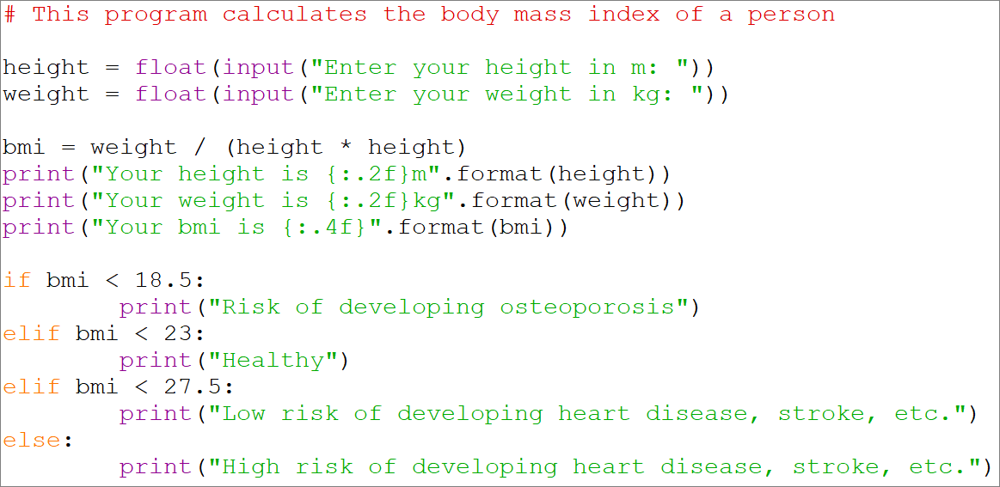 # This program calculates the body mass index of a person

height = float(input("Enter your height in m: "))
weight = float(input("Enter your weight in kg: "))

bmi = weight / (height * height)
print("Your height is {:.2f}m".format(height))
print("Your weight is {:.2f}kg".format(weight))
print("Your bmi is {:.4f}".format(bmi))

if bmi < 18.5:
        print("Risk of developing osteoporosis")
elif bmi < 23:
        print("Healthy")
elif bmi < 27.5:
        print("Low risk of developing heart disease, stroke, etc.")
else:
        print("High risk of developing heart disease, stroke, etc.")